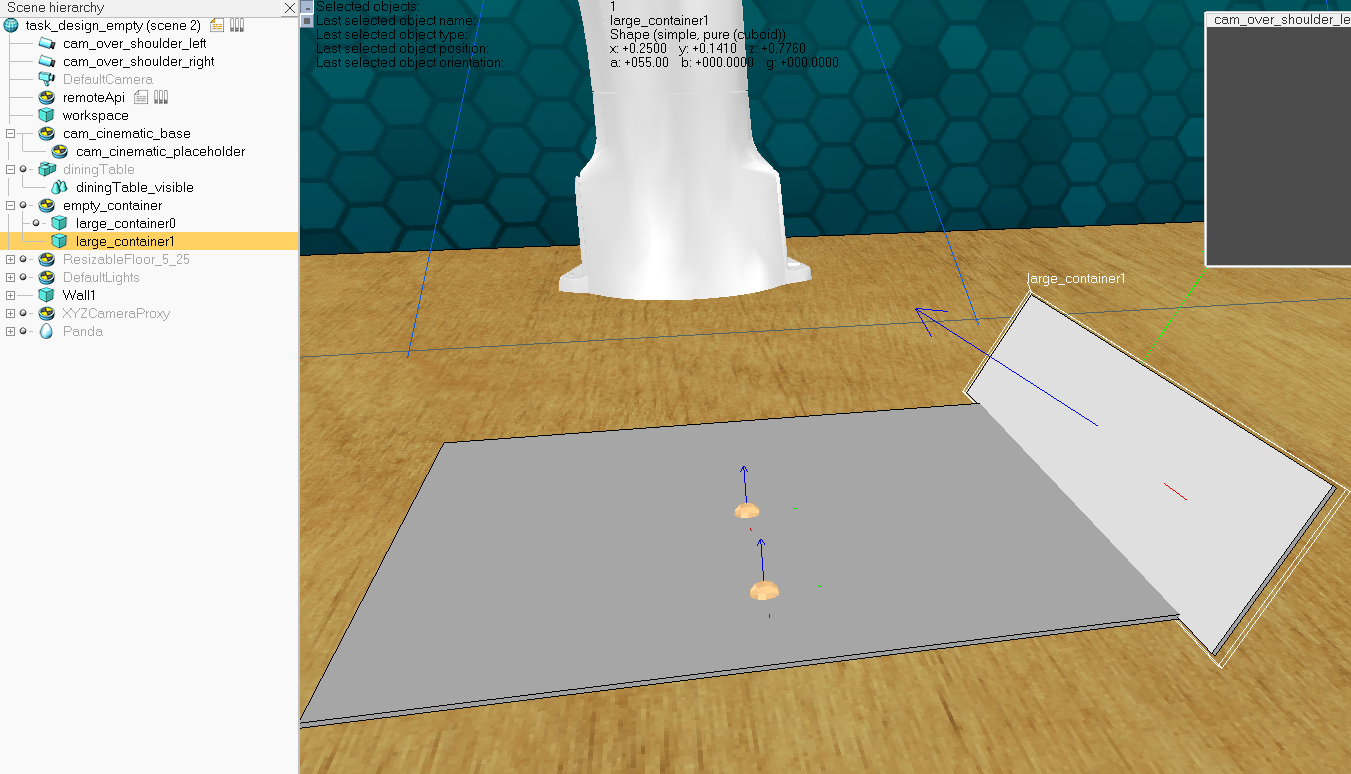 Scene hierarchy
task_design_empty (scene 2)
cam_over_shoulder_left
cam_over_shoulder_right
DefaultCamera
remoteApi
workspace
cam_cinematic_base
cam_cinematic_placeholder
diningTable
diningTable_visible
empty_container
large_container0
large_container1
ResizableFloor_5_25
DefaultLights
Wall1
XYZCameraProxy
Panda
Selected objects: 1
Last selected object name: large_container1
Last selected object type: Shape (simple, pure (cuboid))
Last selected object position: x: +0.2500 y: +0.1410 z: +0.7760
Last selected object orientation: a: +055.00 b: +000.0000 g: +000.0000
cam_over_shoulder_le
large_container1